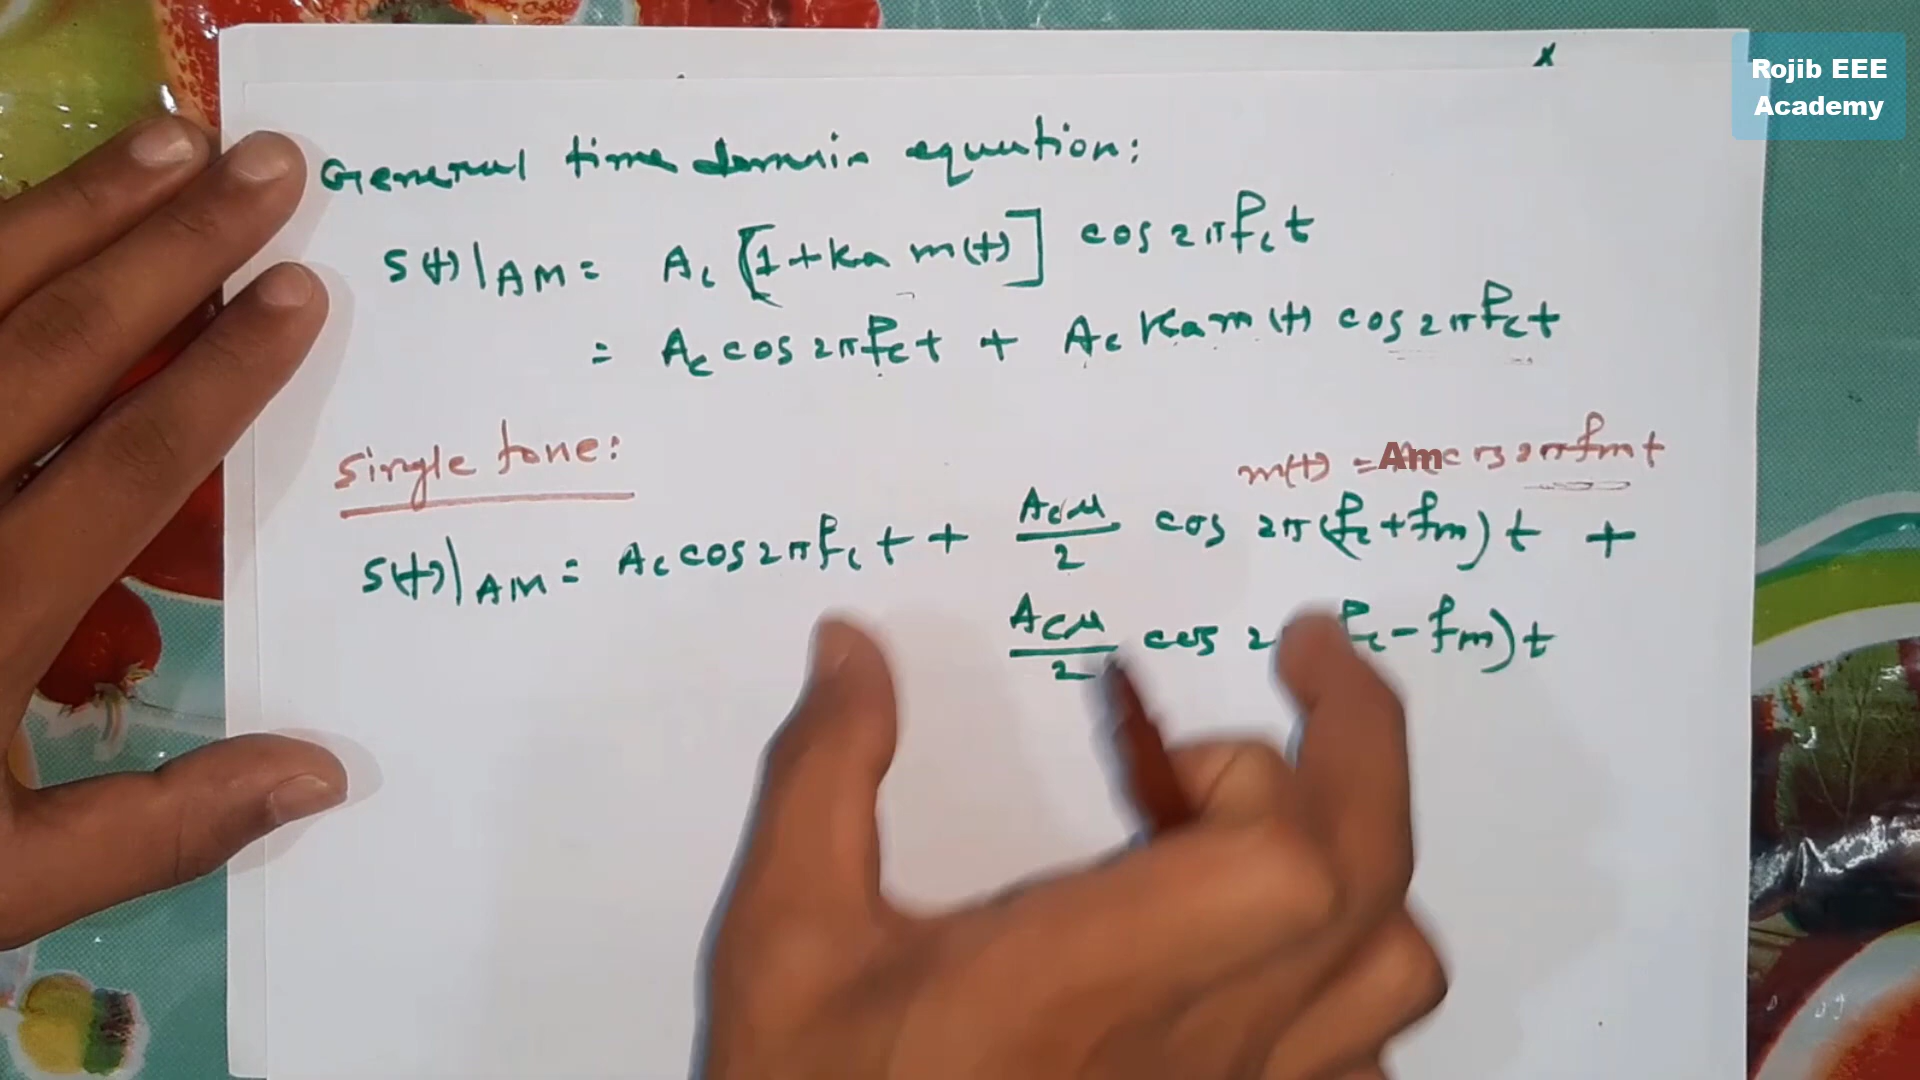 Rojib EEE
Academy
General time domain equation:
S(t)|AM = Ac [1+ka m(t)] cos 2πfct
= Ac cos 2πfct + Ac Ka m(t) cos 2πfct
Single tone:
m(t) = Am cos 2πfmt
S(t)|AM = Ac cos 2πfct + Acμ/2 cos 2π(fc+fm)t +
Acμ/2 cos 2 fc-fm)t